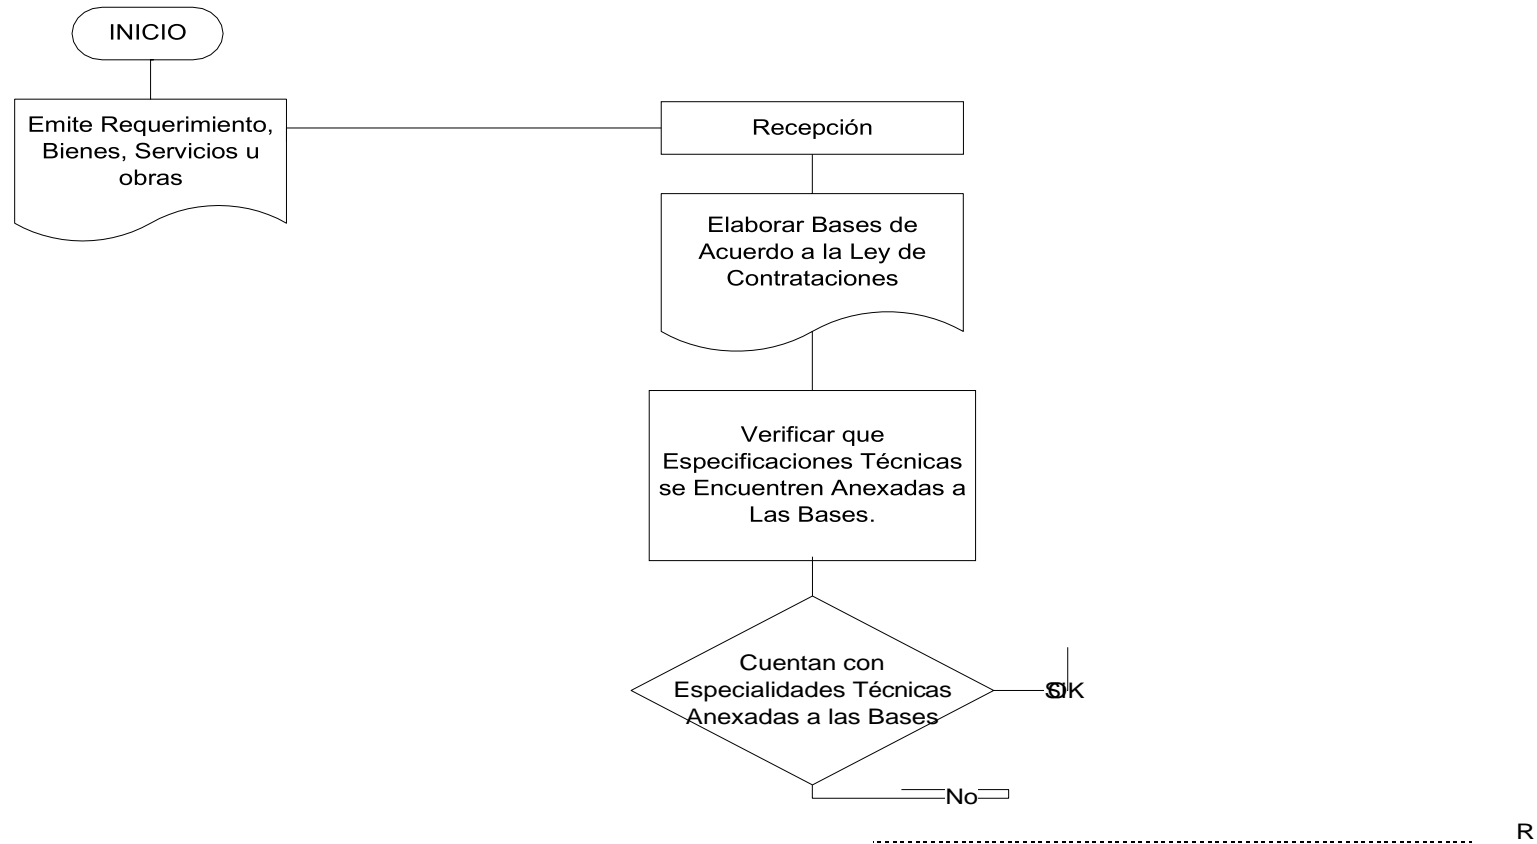 INICIO
Emite Requerimiento,
Bienes, Servicios u
obras
Recepción
Elaborar Bases de
Acuerdo a la Ley de
Contrataciones
Verificar que
Especificaciones Técnicas
se Encuentren Anexadas a
Las Bases.
Cuentan con
Especialidades Técnicas
Anexadas a las Bases
No
R